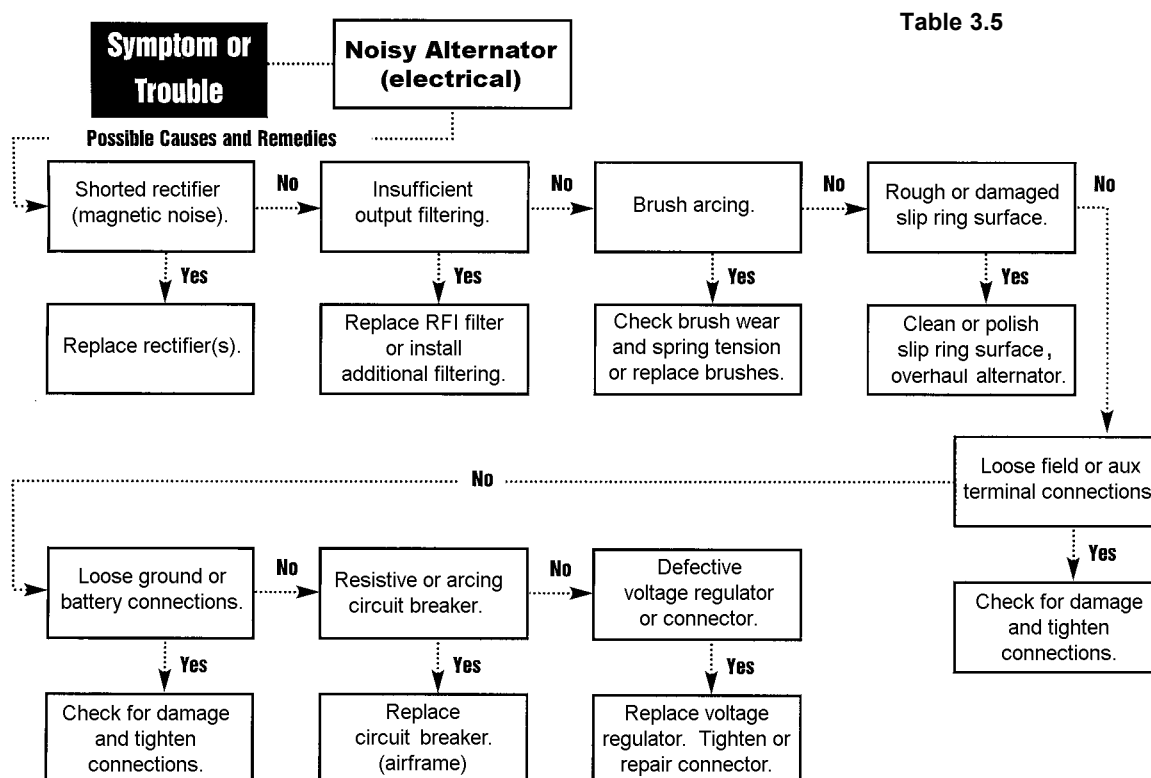 Table 3.5
Symptom or
Trouble
Noisy Alternator
(electrical)
Possible Causes and Remedies
Shorted rectifier
(magnetic noise).
No
Insufficient
output filtering.
No
Brush arcing.
No
Rough or damaged
slip ring surface.
No
Yes
Replace rectifier(s).
Yes
Replace RFI filter
or install
additional filtering.
Yes
Check brush wear
and spring tension
or replace brushes.
Yes
Clean or polish
slip ring surface,
overhaul alternator.
Loose field or aux
terminal connections
No
Yes
Check for damage
and tighten
connections.
Loose ground or
battery connections.
No
Resistive or arcing
circuit breaker.
No
Defective
voltage regulator
or connector.
Yes
Check for damage
and tighten
connections.
Yes
Replace
circuit breaker.
(airframe)
Yes
Replace voltage
regulator. Tighten or
repair connector.